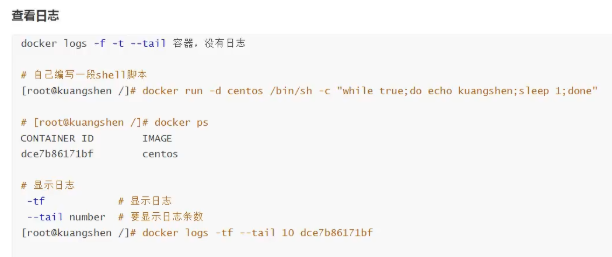 查看日志
docker logs -f -t --tail 容器，没有日志
# 自己编写一段shell脚本
[root@kuangshen /]# docker run -d centos /bin/sh -c "while true;do echo kuangshen;sleep 1;done"
# [root@kuangshen /]# docker ps
CONTAINER ID        IMAGE
dce7b86171bf        centos
# 显示日志
 -tf            # 显示日志
 --tail number  # 要显示日志条数
[root@kuangshen /]# docker logs -tf --tail 10 dce7b86171bf